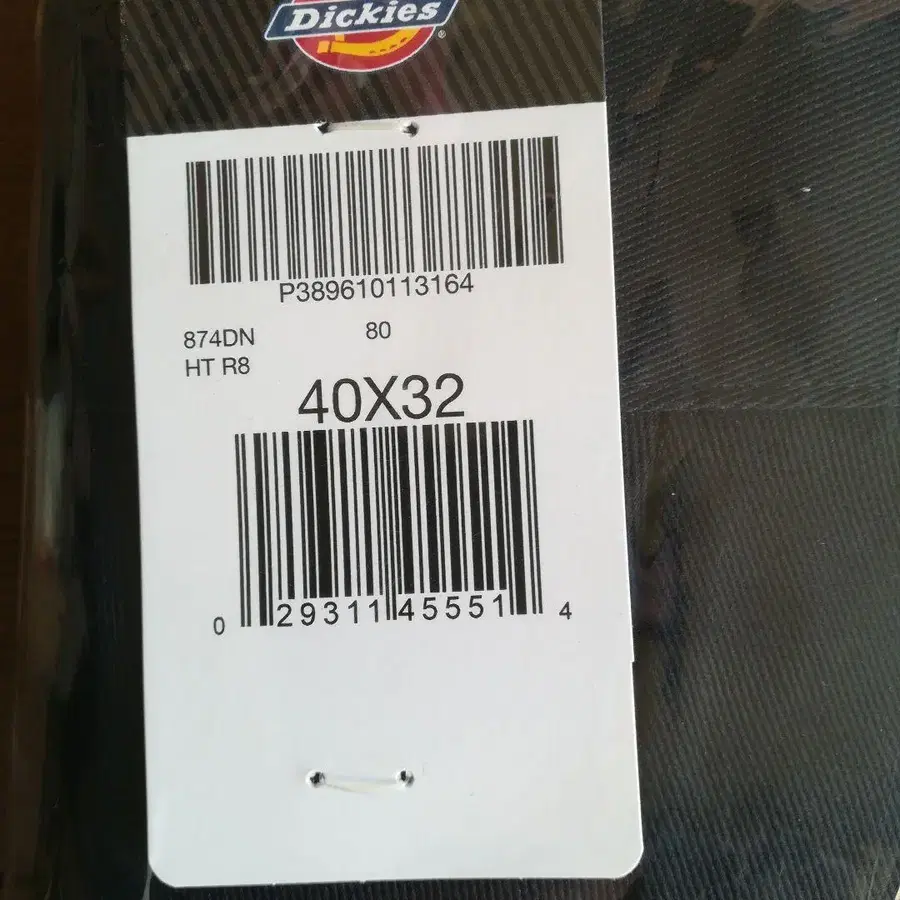 Dickies®
P389610113164
874DN 80
HT R8
40X32
0 29311 45551 4